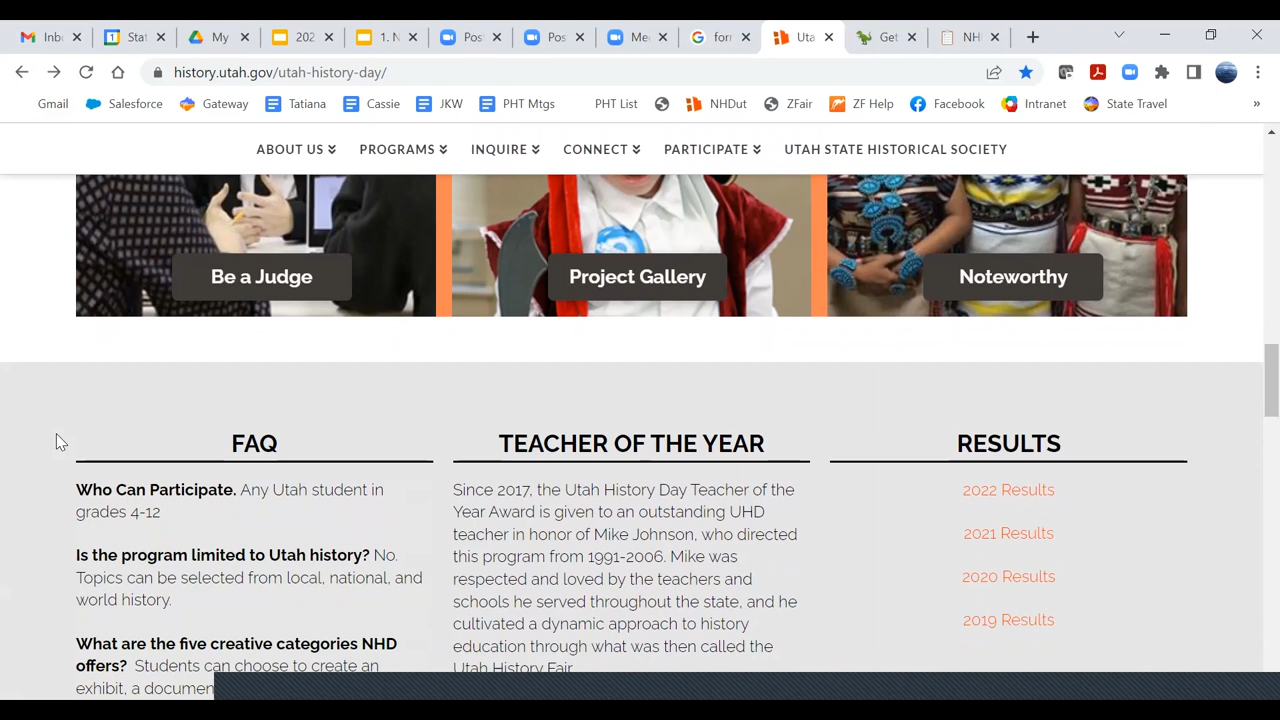 Inb
Stat
My
202
1. N
Post
Pos
Me
forr
Uta
Get
NHI
history.utah.gov/utah-history-day/
Gmail Salesforce Gateway Tatiana Cassie JKW PHT Mtgs PHT List NHDut ZFair ZF Help Facebook Intranet State Travel »
ABOUT US PROGRAMS INQUIRE CONNECT PARTICIPATE UTAH STATE HISTORICAL SOCIETY
Be a Judge
Project Gallery
Noteworthy
FAQ
Who Can Participate. Any Utah student in
grades 4-12
Is the program limited to Utah history? No.
Topics can be selected from local, national, and
world history.
What are the five creative categories NHD
offers? Students can choose to create an
exhibit, a documen
TEACHER OF THE YEAR
Since 2017, the Utah History Day Teacher of the
Year Award is given to an outstanding UHD
teacher in honor of Mike Johnson, who directed
this program from 1991-2006. Mike was
respected and loved by the teachers and
schools he served throughout the state, and he
cultivated a dynamic approach to history
education through what was then called the
Utah History Fair.
RESULTS
2022 Results
2021 Results
2020 Results
2019 Results